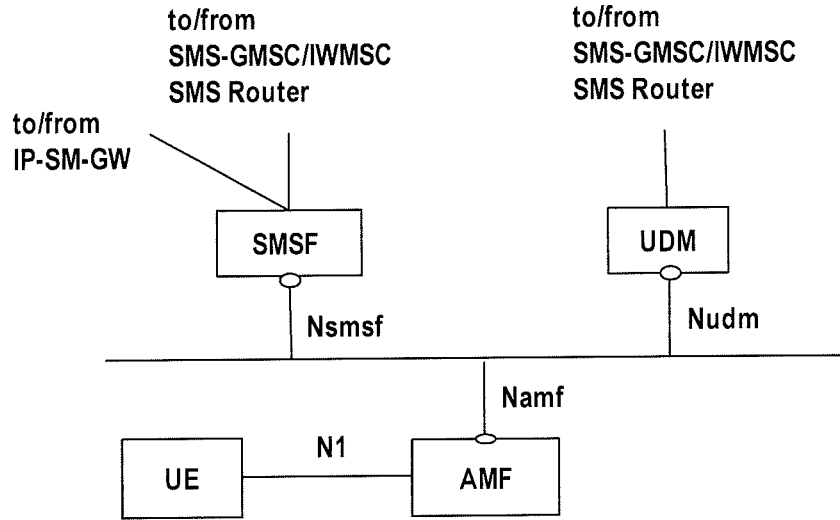 to/from
SMS-GMSC/IWMSC
SMS Router
to/from
SMS-GMSC/IWMSC
SMS Router
to/from
IP-SM-GW
SMSF
UDM
Nsmsf
Nudm
Namf
N1
UE
AMF